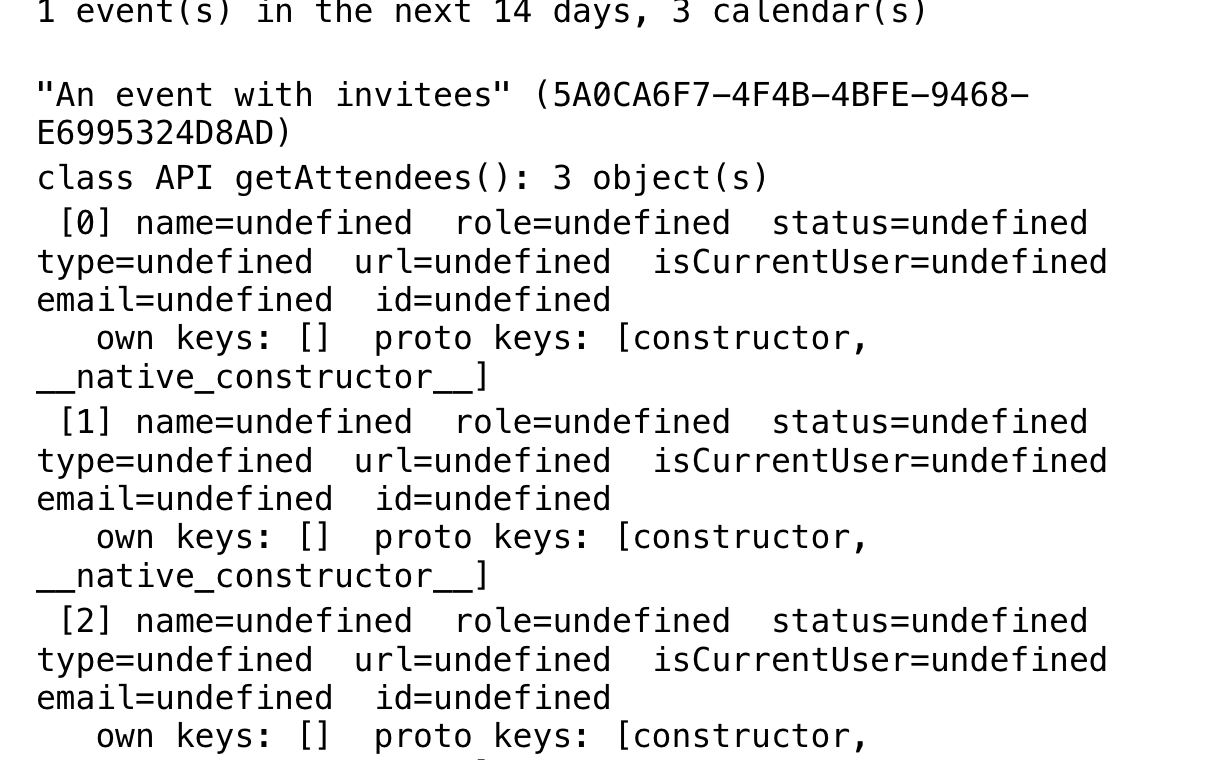 1 event(s) in the next 14 days, 3 calendar(s)
"An event with invitees" (5A0CA6F7-4F4B-4BFE-9468-
E6995324D8AD)
class API getAttendees(): 3 object(s)
[0] name=undefined  role=undefined  status=undefined
type=undefined  url=undefined  isCurrentUser=undefined
email=undefined  id=undefined
own keys: []  proto keys: [constructor,
__native_constructor__]
[1] name=undefined  role=undefined  status=undefined
type=undefined  url=undefined  isCurrentUser=undefined
email=undefined  id=undefined
own keys: []  proto keys: [constructor,
__native_constructor__]
[2] name=undefined  role=undefined  status=undefined
type=undefined  url=undefined  isCurrentUser=undefined
email=undefined  id=undefined
own keys: []  proto keys: [constructor,